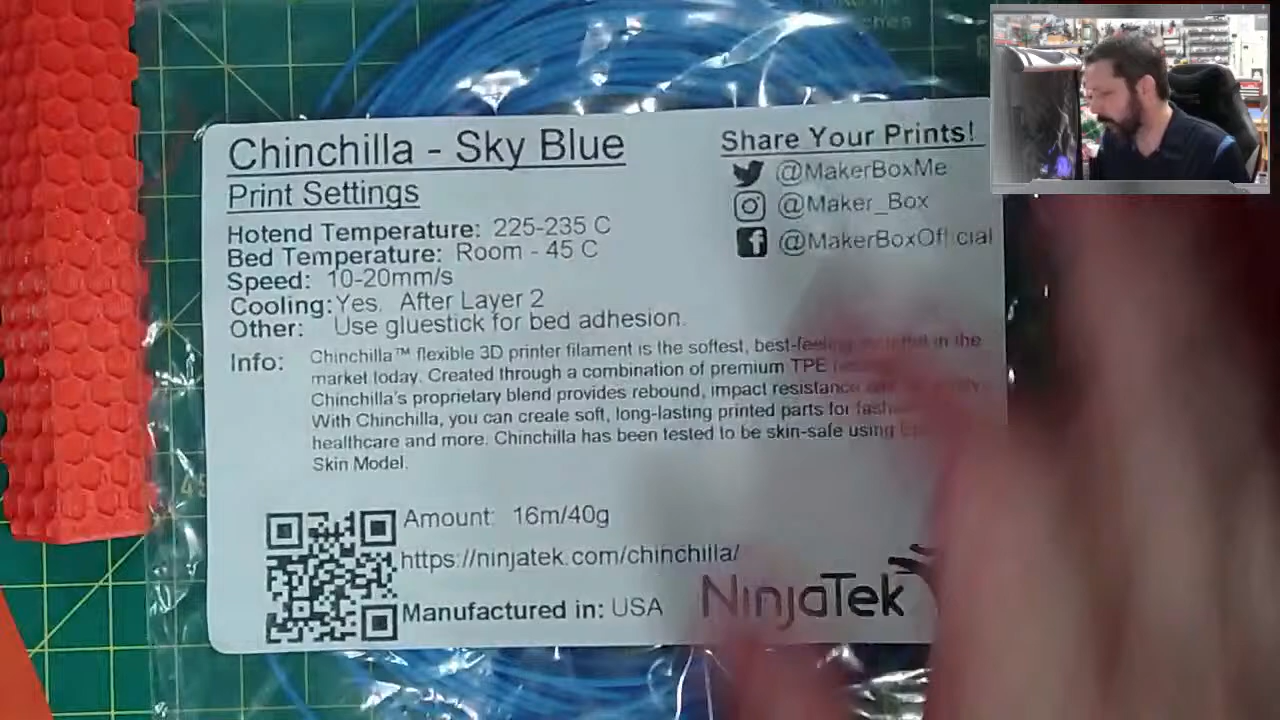 Chinchilla - Sky Blue
Print Settings
Hotend Temperature: 225-235 C
Bed Temperature: Room - 45 C
Speed: 10-20mm/s
Cooling: Yes. After Layer 2
Other: Use gluestick for bed adhesion.
Info: Chinchilla™ flexible 3D printer filament is the softest, best-feeling in the
market today. Created through a combination of premium TPE
Chinchilla's proprietary blend provides rebound, impact resistance
With Chinchilla, you can create soft, long-lasting printed parts for
healthcare and more. Chinchilla has been tested to be skin-safe using
Skin Model.
Amount: 16m/40g
https://ninjatek.com/chinchilla/
Manufactured in: USA
NinjaTek
Share Your Prints!
@MakerBoxMe
@Maker_Box
@MakerBoxOfficial
45